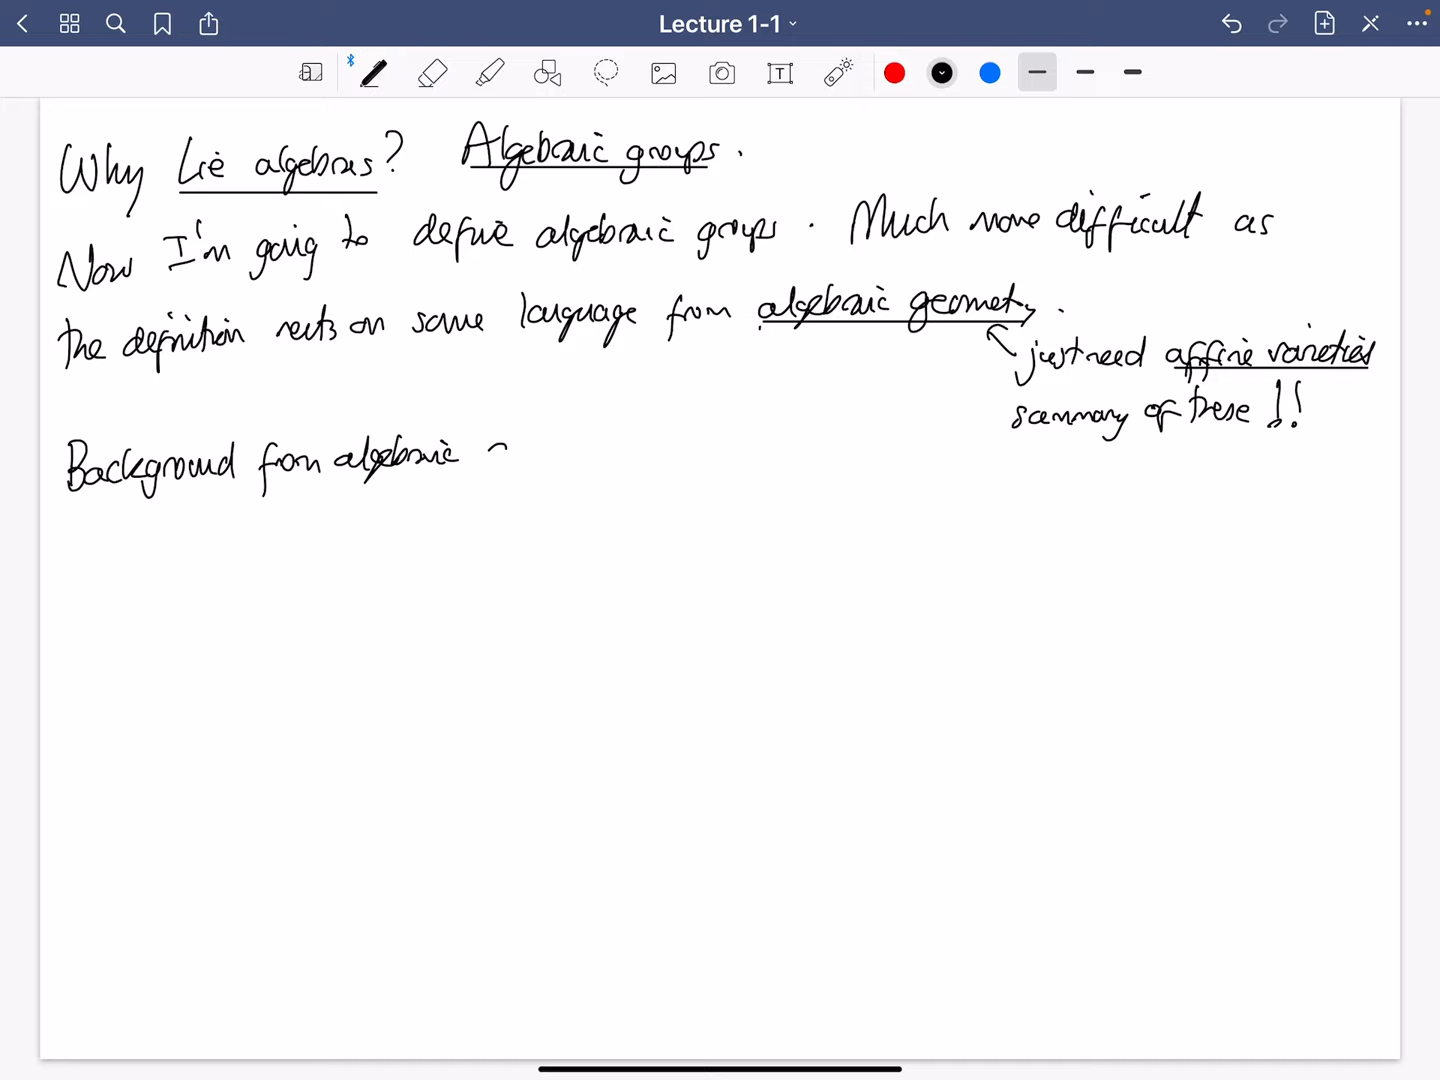 Lecture 1-1
T
Why Lie algebras? Algebraic groups.
Now I'm going to define algebraic groups. Much more difficult as
the definition rests on some language from algebraic geometry.
just need affine varieties
summary of these !!
Background from algebraic